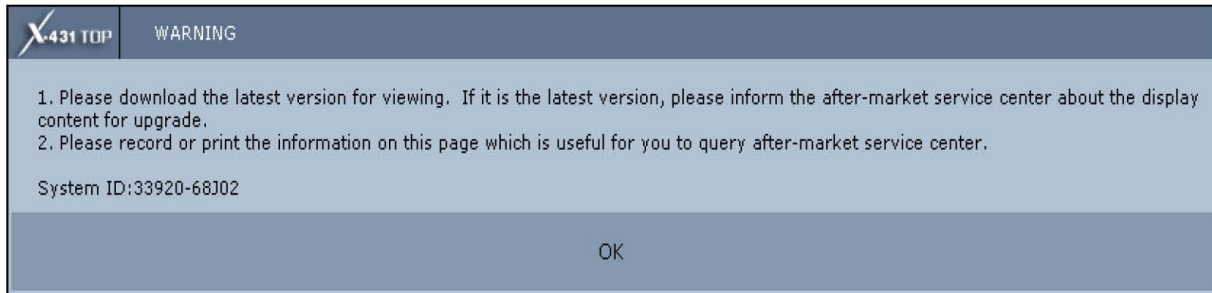 X-431 TOP
WARNING
1. Please download the latest version for viewing. If it is the latest version, please inform the after-market service center about the display
content for upgrade.
2. Please record or print the information on this page which is useful for you to query after-market service center.
System ID:33920-68J02
OK